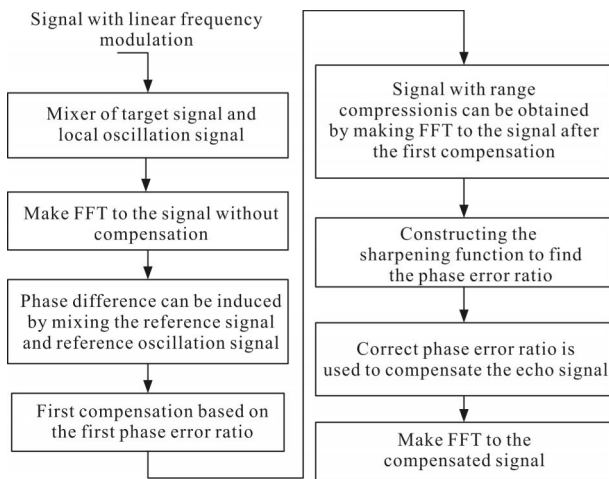 Signal with linear frequency
modulation
Mixer of target signal and
local oscillation signal
Make FFT to the signal without
compensation
Phase difference can be induced
by mixing the reference signal
and reference oscillation signal
First compensation based on
the first phase error ratio
Signal with range
compressionis can be obtained
by making FFT to the signal after
the first compensation
Constructing the
sharpening function to find
the phase error ratio
Correct phase error ratio is
used to compensate the echo signal
Make FFT to the
compensated signal